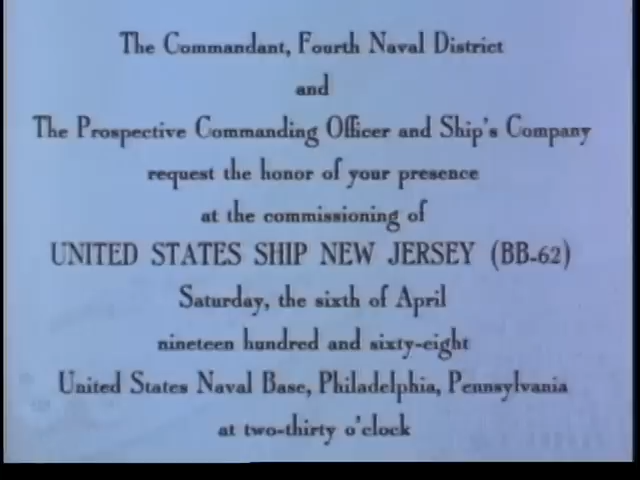 The Commandant, Fourth Naval District
and
The Prospective Commanding Officer and Ship's Company
request the honor of your presence
at the commissioning of
UNITED STATES SHIP NEW JERSEY (BB-62)
Saturday, the sixth of April
nineteen hundred and sixty-eight
United States Naval Base, Philadelphia, Pennsylvania
at two-thirty o'clock